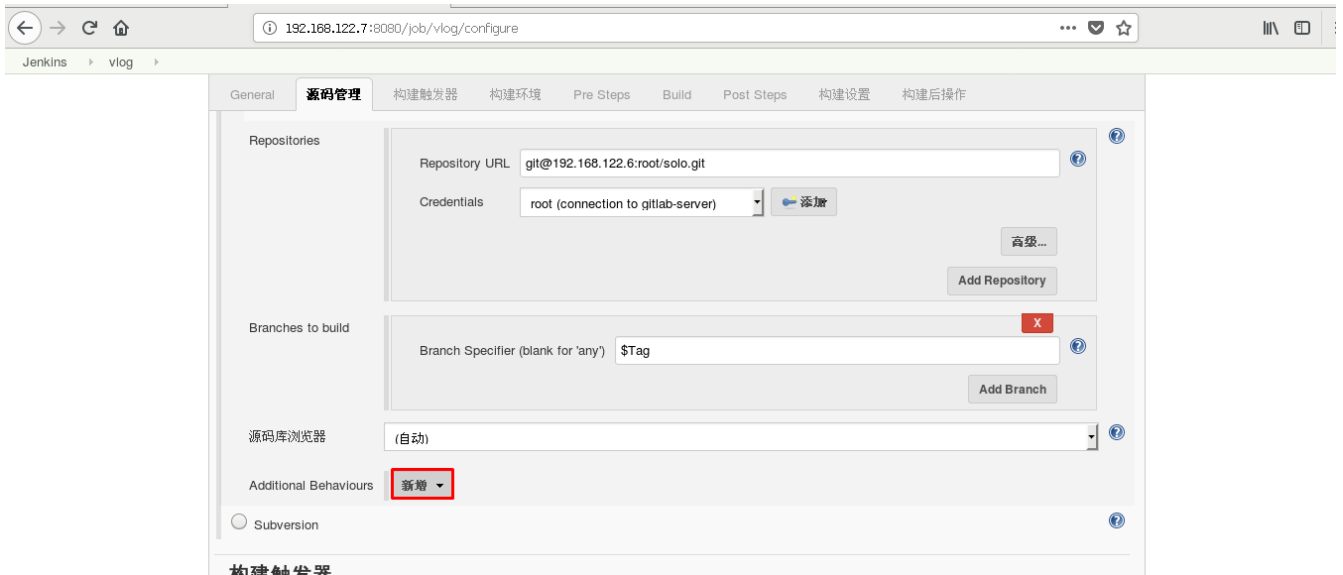 192.168.122.7:8080/job/vlog/configure
Jenkins vlog
General 源码管理 构建触发器 构建环境 Pre Steps Build Post Steps 构建设置 构建后操作
Repositories
Repository URL git@192.168.122.6:root/solo.git
Credentials root (connection to gitlab-server) 添加
高级...
Add Repository
Branches to build
X
Branch Specifier (blank for 'any') $Tag
Add Branch
源码库浏览器 (自动)
Additional Behaviours 新增
Subversion
构建触发器